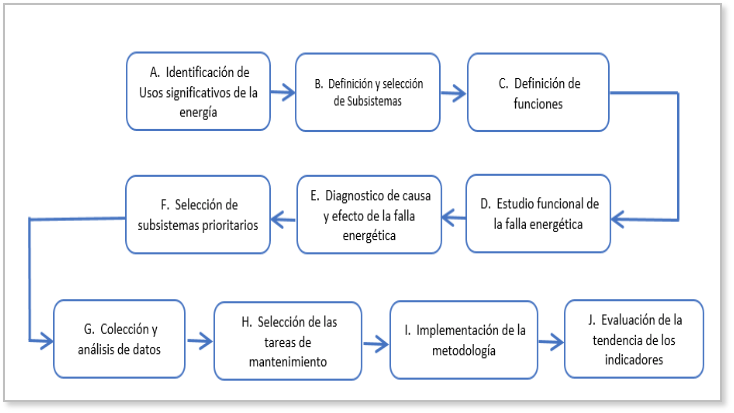 A. Identificación de
Usos significativos de la
energía
B. Definición y selección
de Subsistemas
C. Definición de
funciones
F. Selección de
subsistemas prioritarios
E. Diagnostico de causa
y efecto de la falla
energética
D. Estudio funcional de
la falla energética
G. Colección y
análisis de datos
H. Selección de las
tareas de
mantenimiento
I. Implementación de la
metodología
J. Evaluación de la
tendencia de los
indicadores